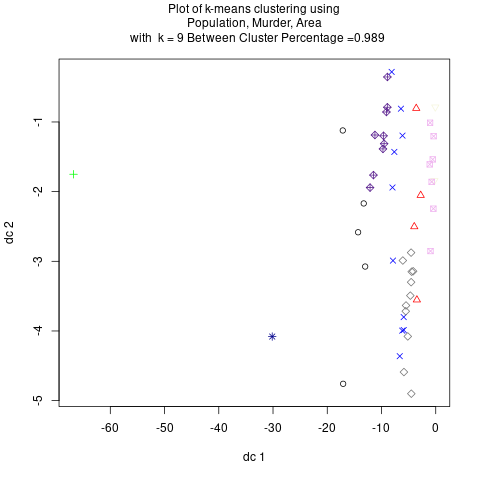 Plot of k-means clustering using
Population, Murder, Area
with k = 9 Between Cluster Percentage =0.989
-1
-2
-3
-4
-5
dc 2
-60 -50 -40 -30 -20 -10 0
dc 1